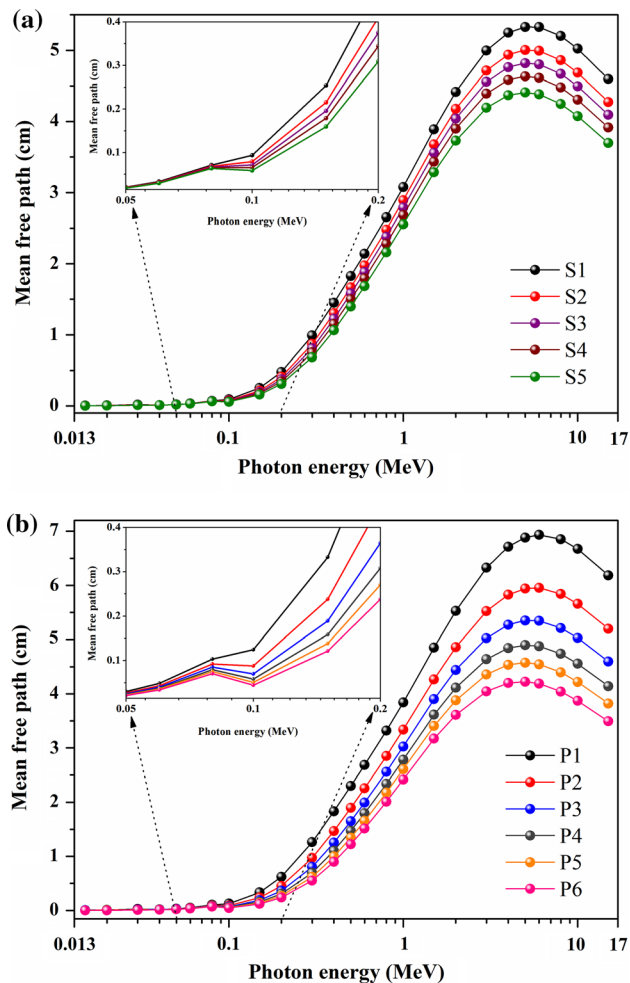 (a)
Mean free path (cm)
5
4
3
2
1
0
0.013
0.1
1
10
17
Photon energy (MeV)
S1
S2
S3
S4
S5
Mean free path (cm)
0.4
0.3
0.2
0.1
0.05
0.1
0.2
Photon energy (MeV)
(b)
Mean free path (cm)
7
6
5
4
3
2
1
0
0.013
0.1
1
10
17
Photon energy (MeV)
P1
P2
P3
P4
P5
P6
Mean free path (cm)
0.4
0.3
0.2
0.1
0.05
0.1
0.2
Photon energy (MeV)